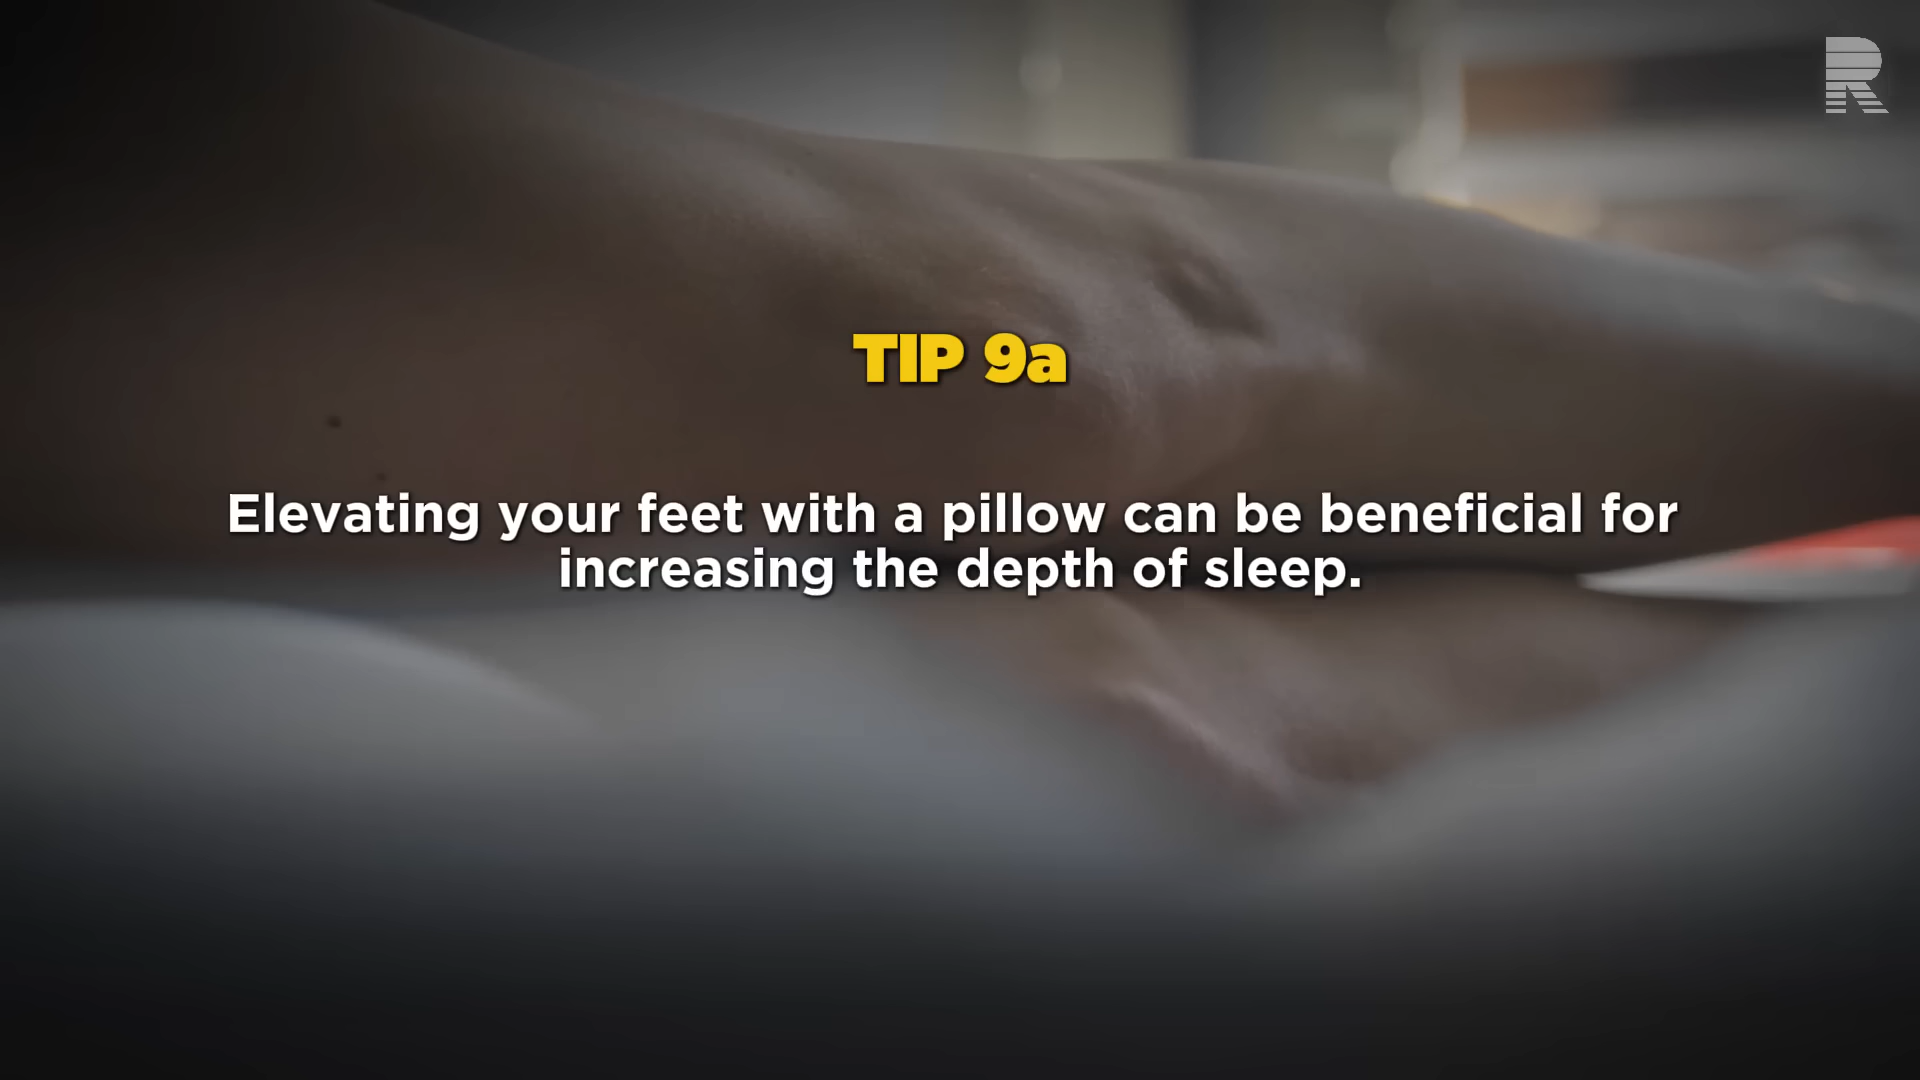 TIP 9a
Elevating your feet with a pillow can be beneficial for
increasing the depth of sleep.